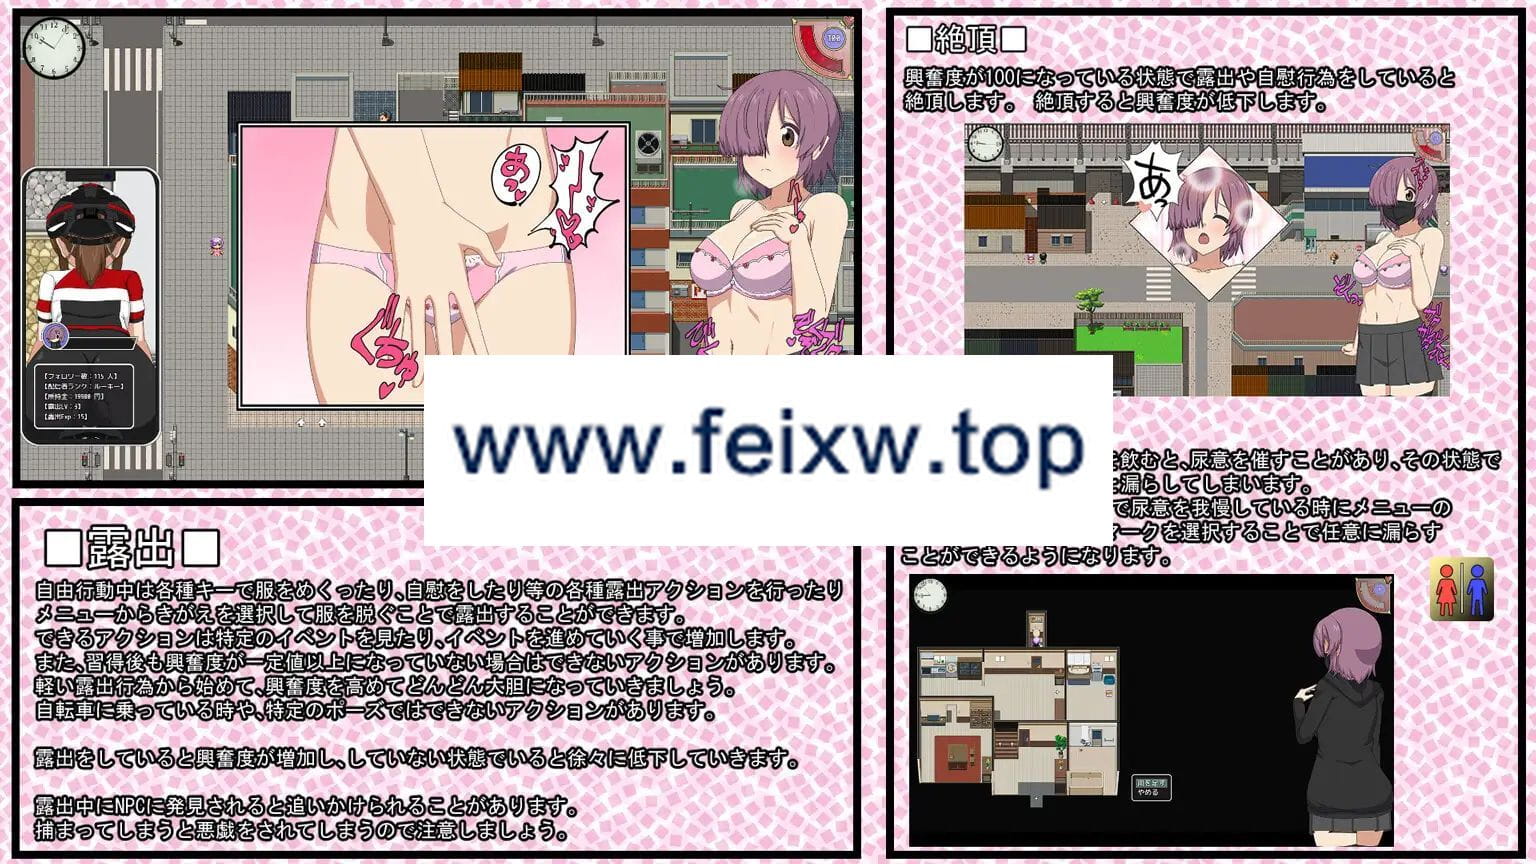 100
あっ
【フォロワー数：115 人】
【配信者ランク：ルーキー】
【所持金：19900 円】
【露出LV：3】
【露出Exp：15】
www.feixw.top
■露出■
自由行動中は各種キーで服をめくったり、自慰をしたり等の各種露出アクションを行ったり
メニューからきがえを選択して服を脱ぐことで露出することができます。
できるアクションは特定のイベントを見たり、イベントを進めていく事で増加します。
また、習得後も興奮度が一定値以上になっていない場合はできないアクションがあります。
軽い露出行為から始めて、興奮度を高めてどんどん大胆になっていきましょう。
自転車に乗っている時や、特定のポーズではできないアクションがあります。
露出をしていると興奮度が増加し、していない状態でいると徐々に低下していきます。
露出中にNPCに発見されると追いかけられることがあります。
捕まってしまうと悪戯をされてしまうので注意しましょう。
■絶頂■
興奮度が100になっている状態で露出や自慰行為をしていると
絶頂します。 絶頂すると興奮度が低下します。
あっ
を飲むと、尿意を催すことがあり、その状態で
漏らしてしまいます。
で尿意を我慢している時にメニューの
マークを選択することで任意に漏らす
ことができるようになります。
用を足す
やめる